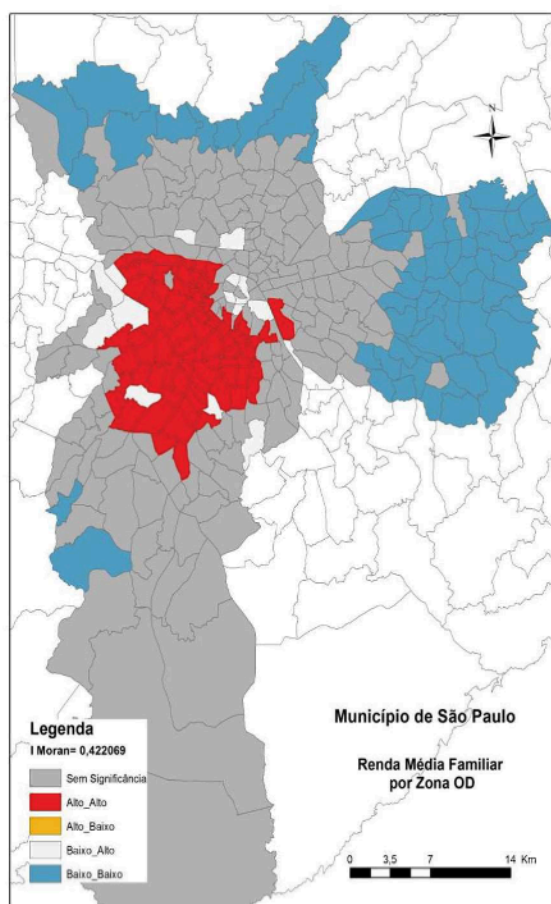 N
Município de São Paulo
Renda Média Familiar
por Zona OD
Legenda
I Moran= 0,422069
Sem Significância
Alto_Alto
Alto_Baixo
Baixo_Alto
Baixo_Baixo
0 3,5 7 14 Km